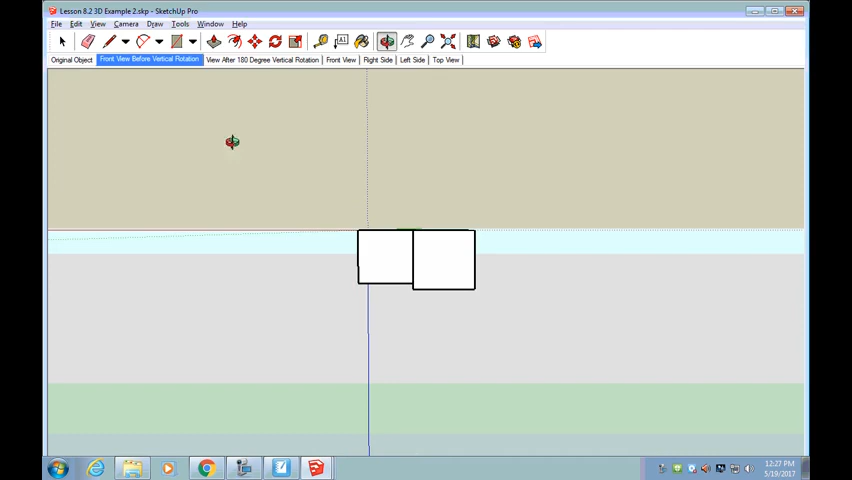 Lesson 8.2 3D Example 2.skp - SketchUp Pro
File Edit View Camera Draw Tools Window Help
A1
Original Object Front View Before Vertical Rotation View After 180 Degree Vertical Rotation Front View Right Side Left Side Top View
12:27 PM
5/19/2017